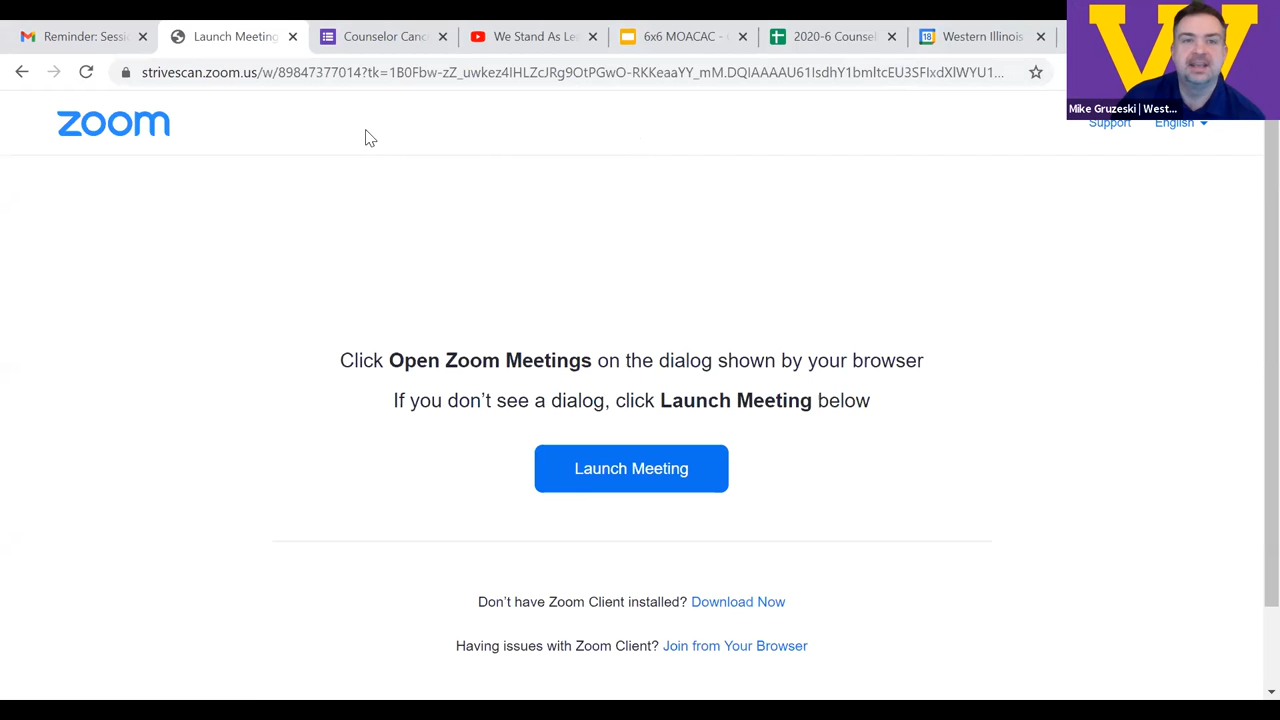 Reminder: Sessi
Launch Meeting
Counselor Canc
We Stand As Le
6x6 MOACAC -
2020-6 Counsel
18
Western Illinois
strivescan.zoom.us/w/89847377014?tk=1B0Fbw-zZ_uwkez4IHLZcJRg9OtPGwO-RKKeaaYY_mM.DQIAAAAU61IsdhY1bmltcEU3SFIxdXlWYU1...
Mike Gruzeski | West...
zoom
Support
English
Click Open Zoom Meetings on the dialog shown by your browser
If you don’t see a dialog, click Launch Meeting below
Launch Meeting
Don’t have Zoom Client installed? Download Now
Having issues with Zoom Client? Join from Your Browser